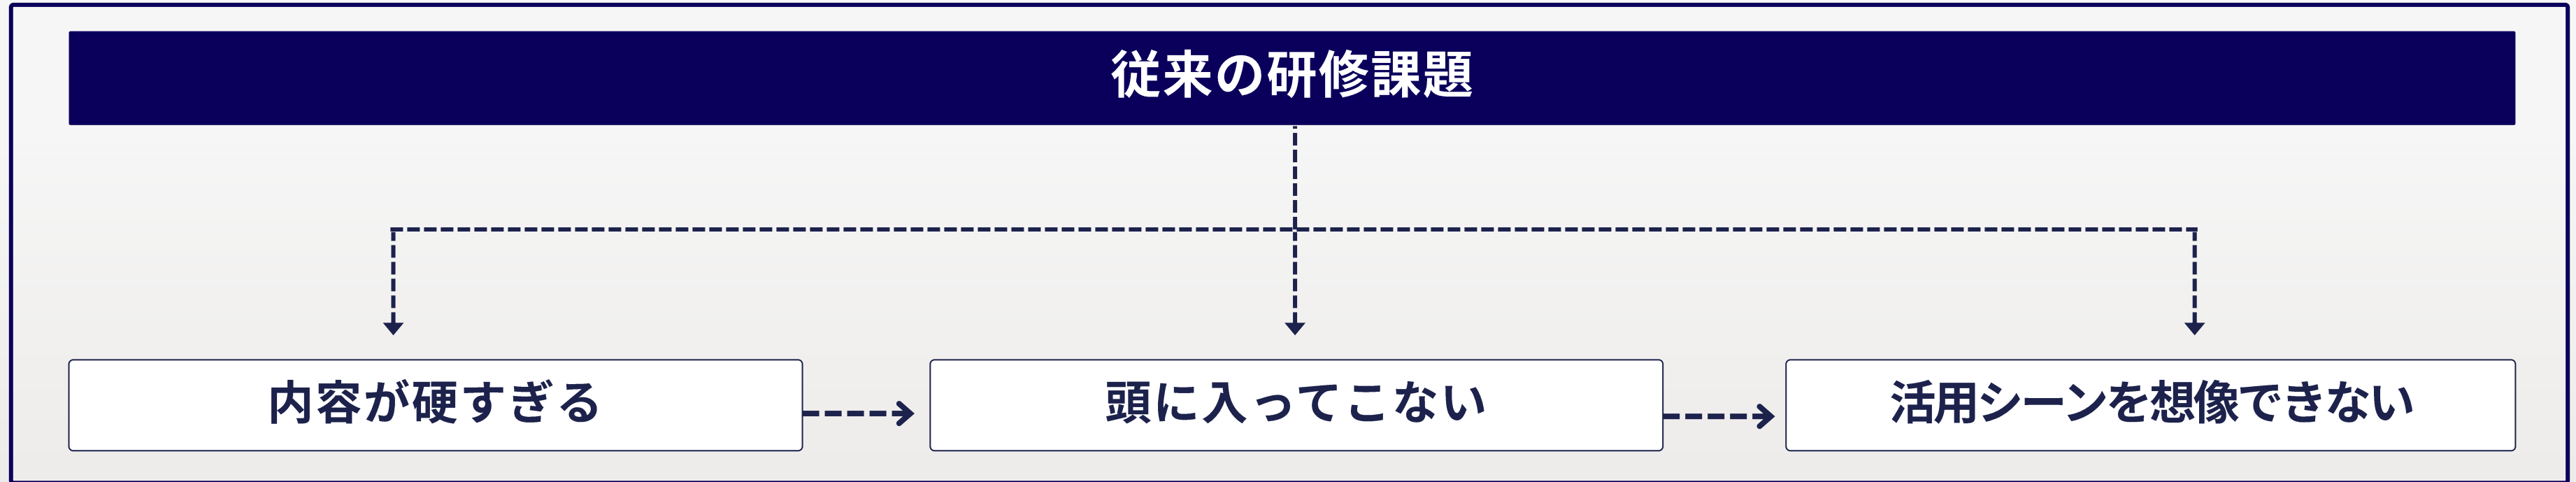 従来の研修課題
内容が硬すぎる
頭に入ってこない
活用シーンを想像できない